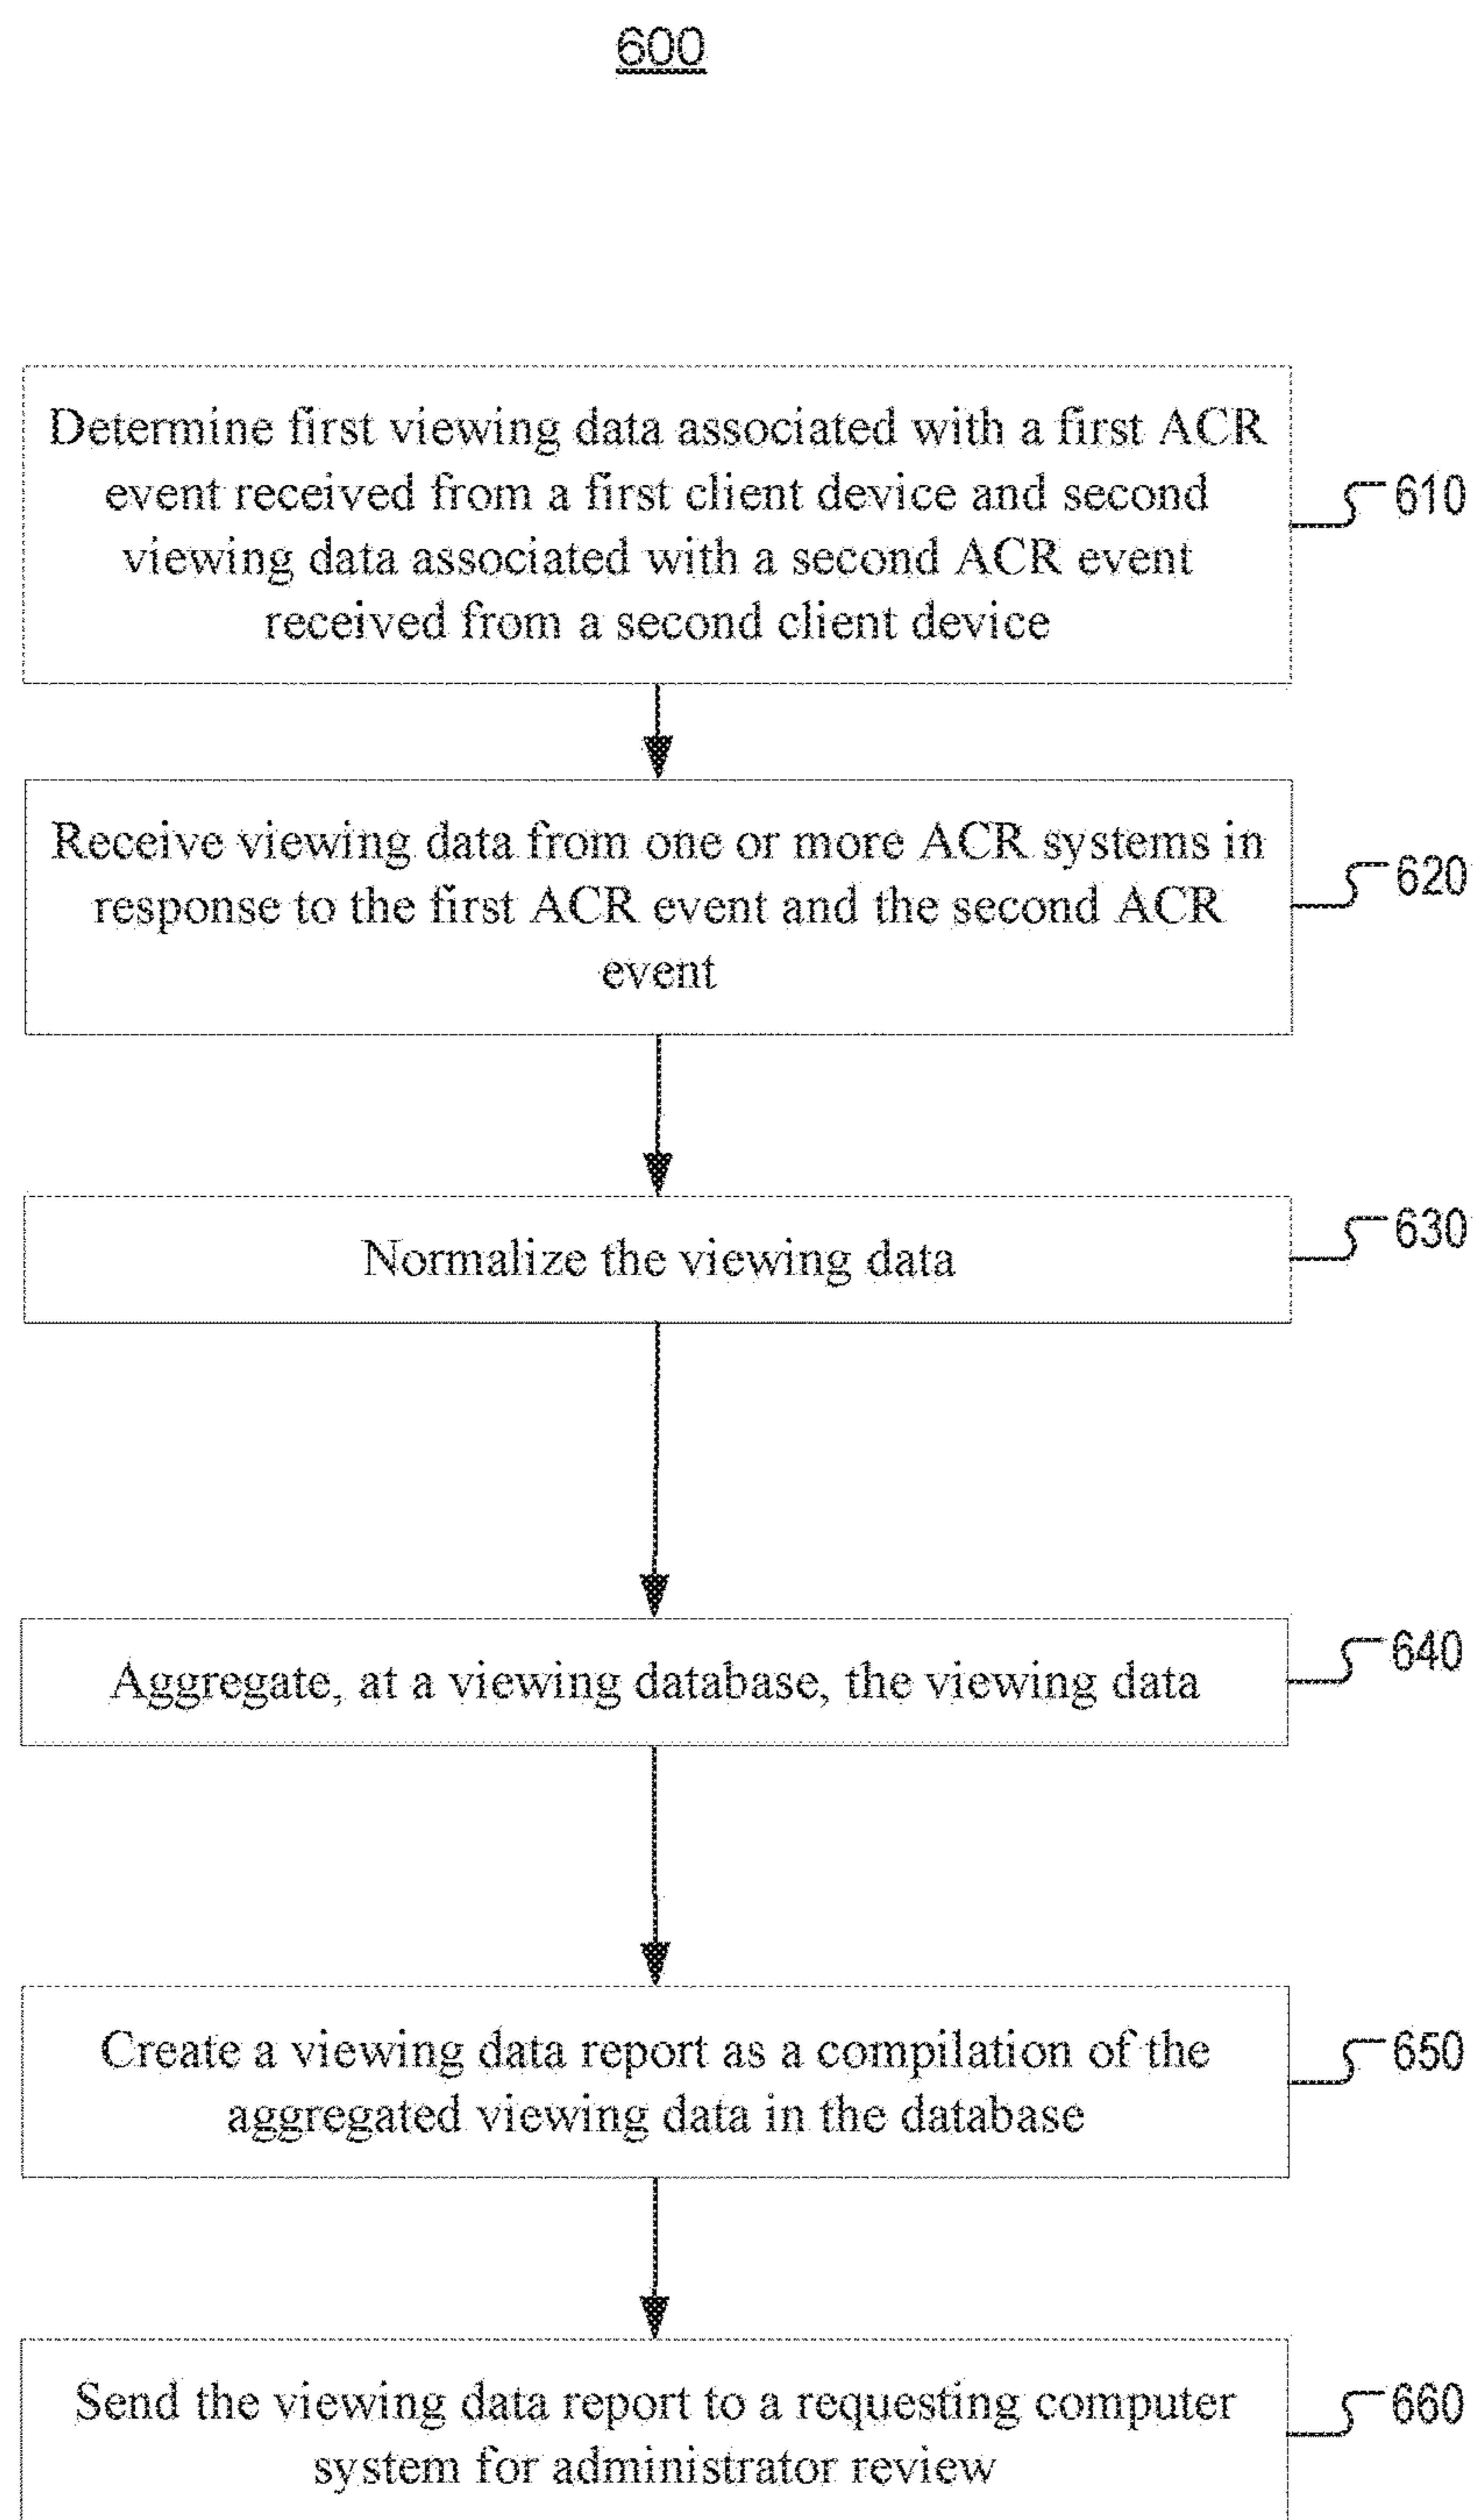 600
Determine first viewing data associated with a first ACR
event received from a first client device and second
viewing data associated with a second ACR event
received from a second client device
610
Receive viewing data from one or more ACR systems in
response to the first ACR event and the second ACR
event
620
Normalize the viewing data
630
Aggregate, at a viewing database, the viewing data
640
Create a viewing data report as a compilation of the
aggregated viewing data in the database
650
Send the viewing data report to a requesting computer
system for administrator review
660